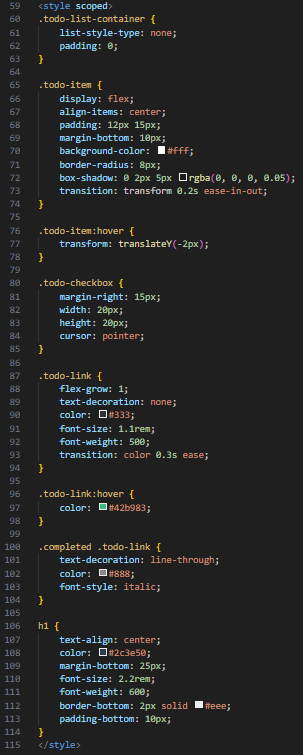 59 <style scoped>
60 .todo-list-container {
61     list-style-type: none;
62     padding: 0;
63 }
64
65 .todo-item {
66     display: flex;
67     align-items: center;
68     padding: 12px 15px;
69     margin-bottom: 10px;
70     background-color: #fff;
71     border-radius: 8px;
72     box-shadow: 0 2px 5px rgba(0, 0, 0, 0.05);
73     transition: transform 0.2s ease-in-out;
74 }
75
76 .todo-item:hover {
77     transform: translateY(-2px);
78 }
79
80 .todo-checkbox {
81     margin-right: 15px;
82     width: 20px;
83     height: 20px;
84     cursor: pointer;
85 }
86
87 .todo-link {
88     flex-grow: 1;
89     text-decoration: none;
90     color: #333;
91     font-size: 1.1rem;
92     font-weight: 500;
93     transition: color 0.3s ease;
94 }
95
96 .todo-link:hover {
97     color: #42b983;
98 }
99
100 .completed .todo-link {
101     text-decoration: line-through;
102     color: #888;
103     font-style: italic;
104 }
105
106 h1 {
107     text-align: center;
108     color: #2c3e50;
109     margin-bottom: 25px;
110     font-size: 2.2rem;
111     font-weight: 600;
112     border-bottom: 2px solid #eee;
113     padding-bottom: 10px;
114 }
115 </style>